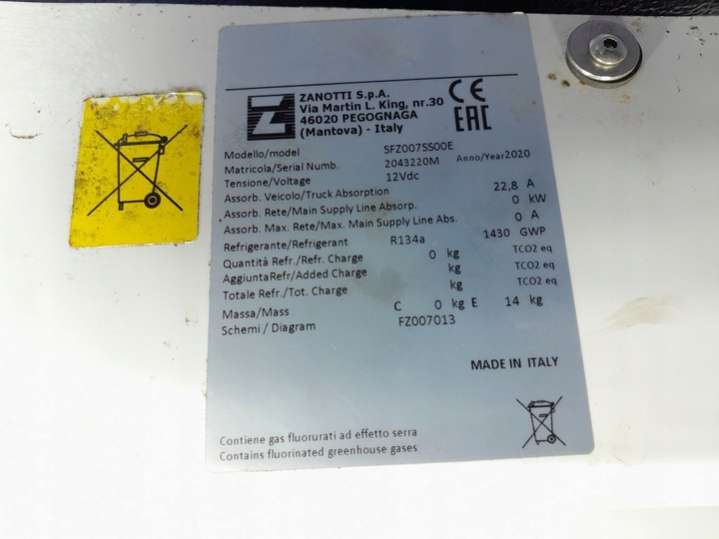 ZANOTTI S.p.A.
Via Martin L. King, nr.30
46020 PEGOGNAGA
(Mantova) - Italy
CE
EAC
Modello/model SFZ007SS00E
Matricola/Serial Numb. 2043220M Anno/Year2020
Tensione/Voltage 12Vdc
Assorb. Veicolo/Truck Absorption 22,8 A
Assorb. Rete/Main Supply Line Absorp. 0 kW
Assorb. Max. Rete/Max. Main Supply Line Abs. 0 A
Refrigerante/Refrigerant R134a 1430 GWP
Quantità Refr./Refr. Charge 0 kg TCO2 eq
AggiuntaRefr/Added Charge kg TCO2 eq
Totale Refr./Tot. Charge kg TCO2 eq
Massa/Mass C 0 kg E 14 kg
Schemi / Diagram FZ007013
MADE IN ITALY
Contiene gas fluorurati ad effetto serra
Contains fluorinated greenhouse gases